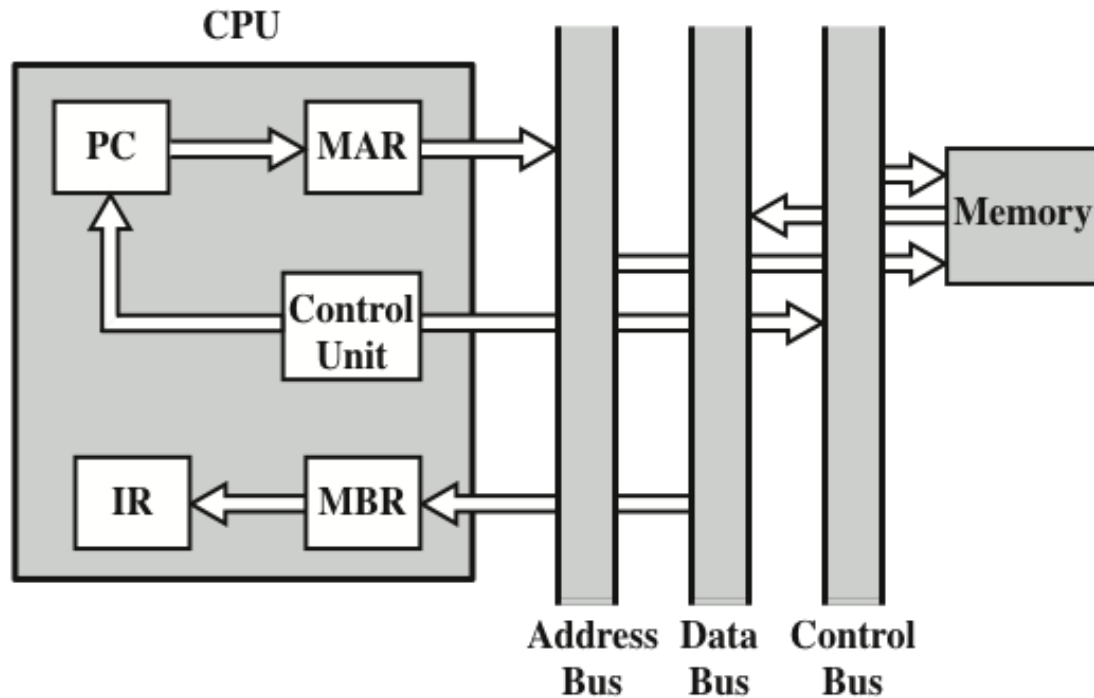 CPU
PC
MAR
Memory
Control
Unit
IR
MBR
Address
Bus
Data
Bus
Control
Bus